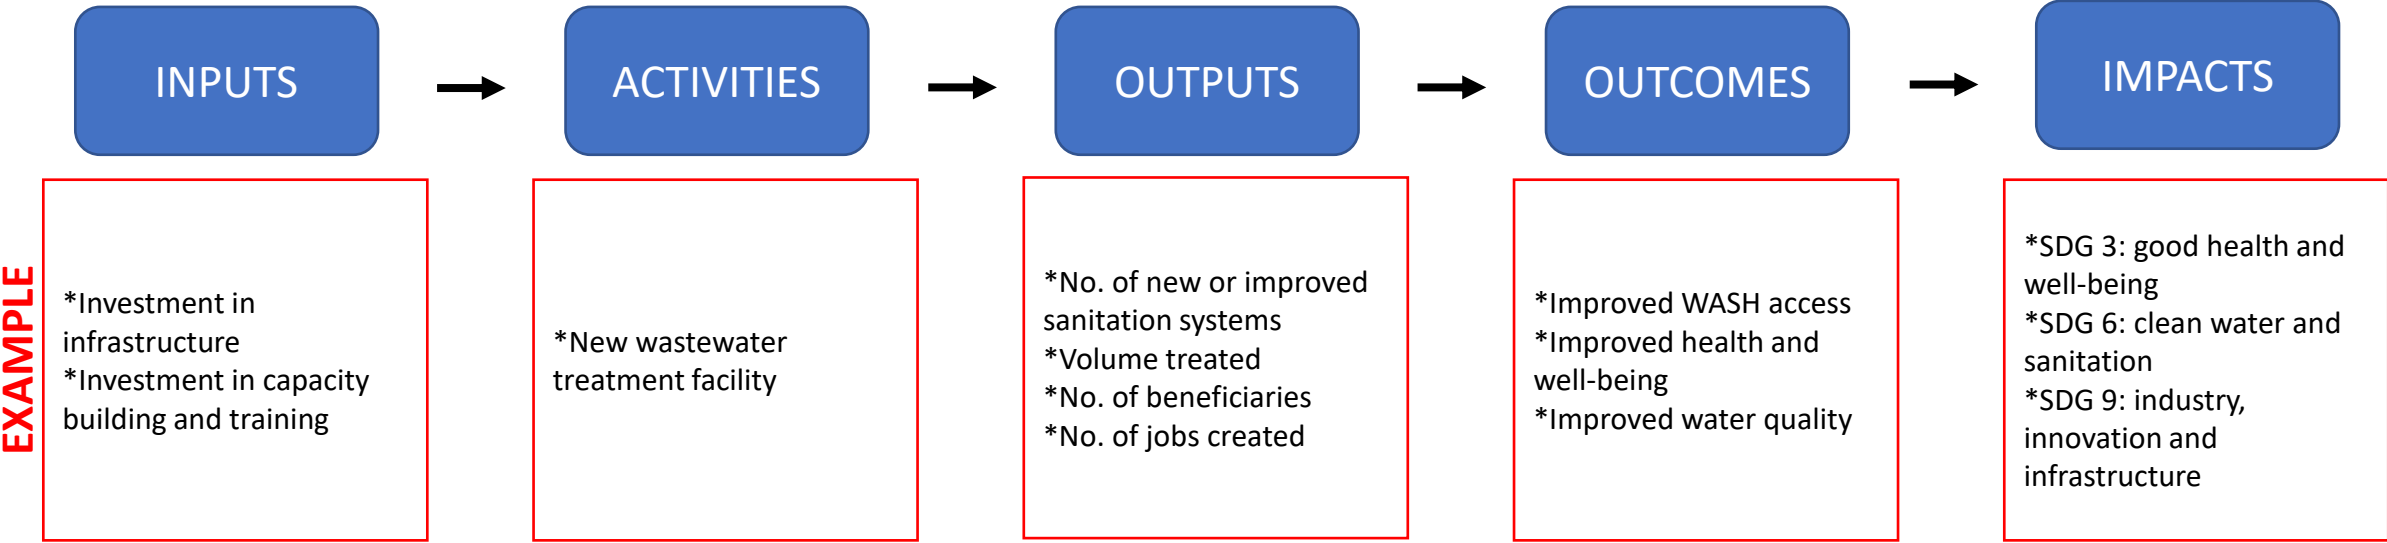 INPUTS
ACTIVITIES
OUTPUTS
OUTCOMES
IMPACTS
EXAMPLE
*Investment in
infrastructure
*Investment in capacity
building and training
*New wastewater
treatment facility
*No. of new or improved
sanitation systems
*Volume treated
*No. of beneficiaries
*No. of jobs created
*Improved WASH access
*Improved health and
well-being
*Improved water quality
*SDG 3: good health and
well-being
*SDG 6: clean water and
sanitation
*SDG 9: industry,
innovation and
infrastructure